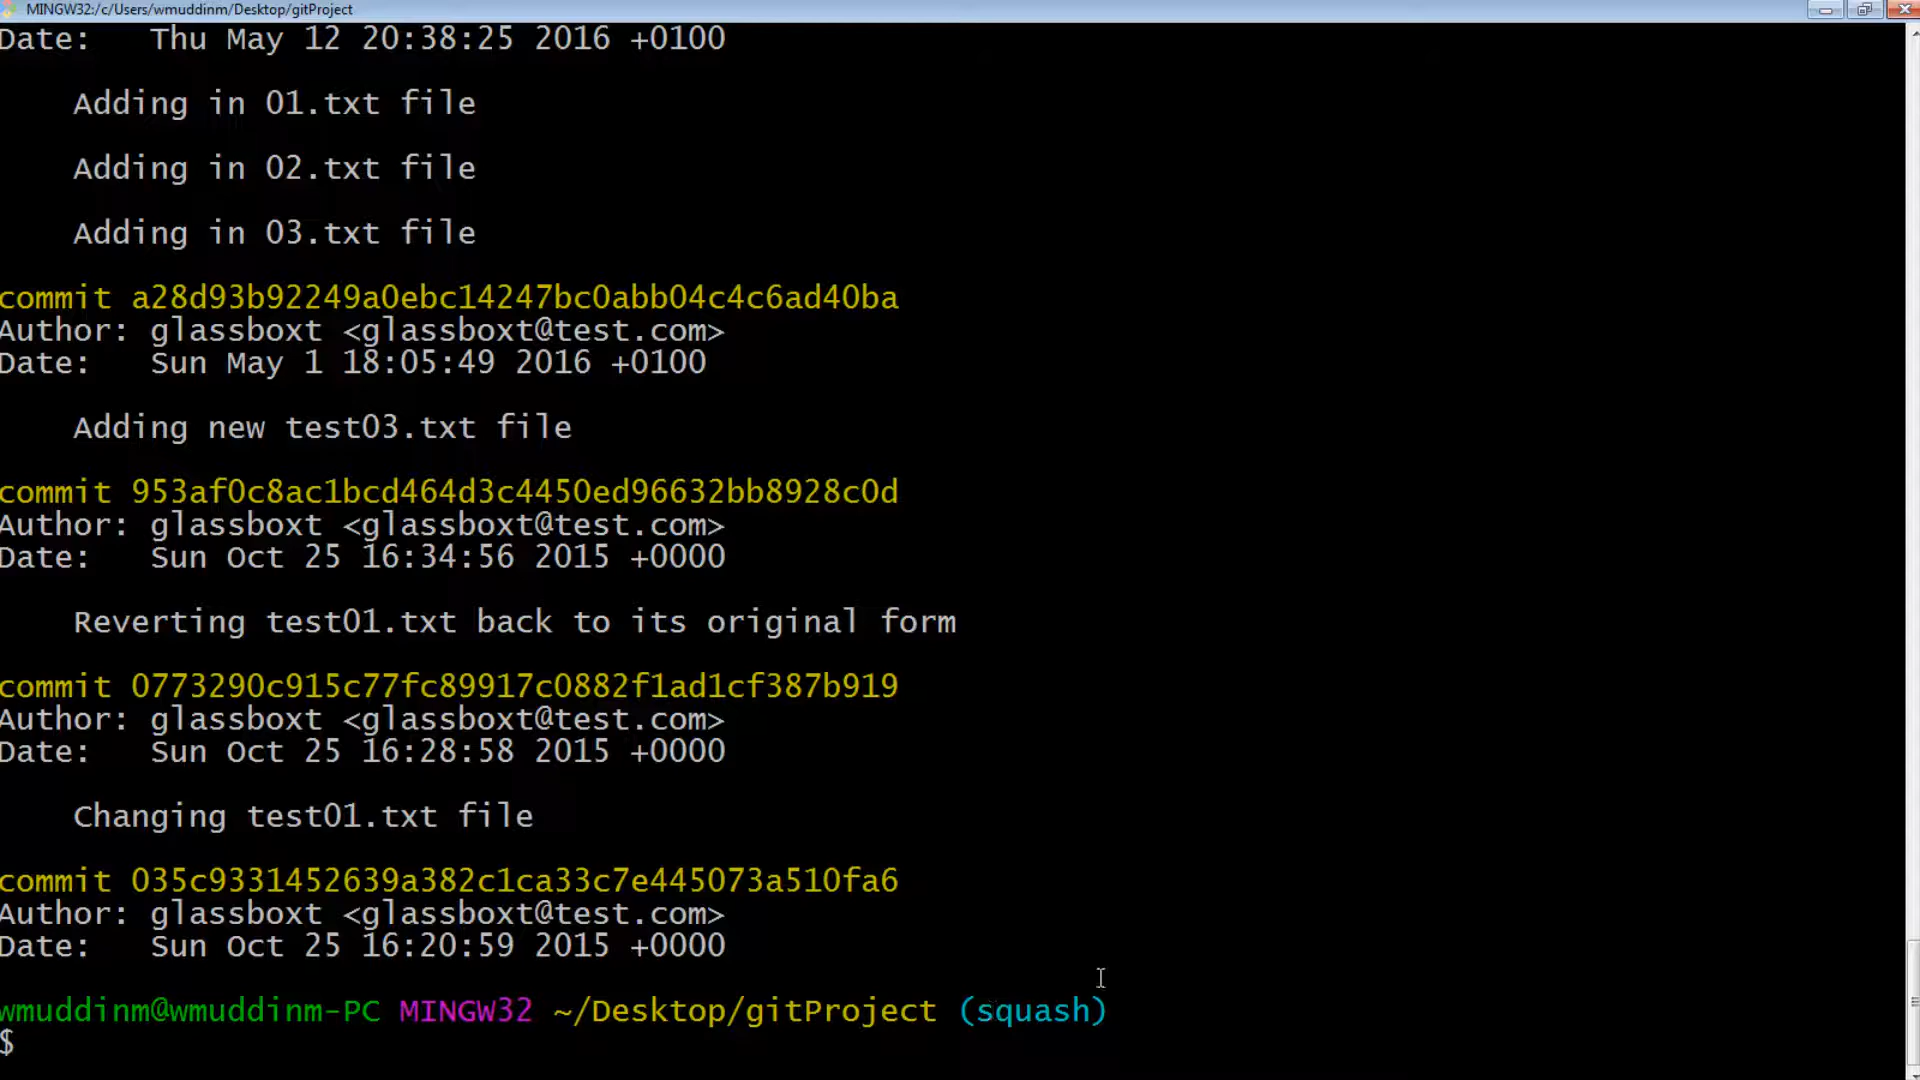 MINGW32:/c/Users/wmuddinm/Desktop/gitProject
Date:   Thu May 12 20:38:25 2016 +0100
Adding in 01.txt file
Adding in 02.txt file
Adding in 03.txt file
commit a28d93b92249a0ebc14247bc0abb04c4c6ad40ba
Author: glassboxt <glassboxt@test.com>
Date:   Sun May 1 18:05:49 2016 +0100
Adding new test03.txt file
commit 953af0c8ac1bcd464d3c4450ed96632bb8928c0d
Author: glassboxt <glassboxt@test.com>
Date:   Sun Oct 25 16:34:56 2015 +0000
Reverting test01.txt back to its original form
commit 0773290c915c77fc89917c0882f1ad1cf387b919
Author: glassboxt <glassboxt@test.com>
Date:   Sun Oct 25 16:28:58 2015 +0000
Changing test01.txt file
commit 035c9331452639a382c1ca33c7e445073a510fa6
Author: glassboxt <glassboxt@test.com>
Date:   Sun Oct 25 16:20:59 2015 +0000
wmuddinm@wmuddinm-PC MINGW32 ~/Desktop/gitProject (squash)
$